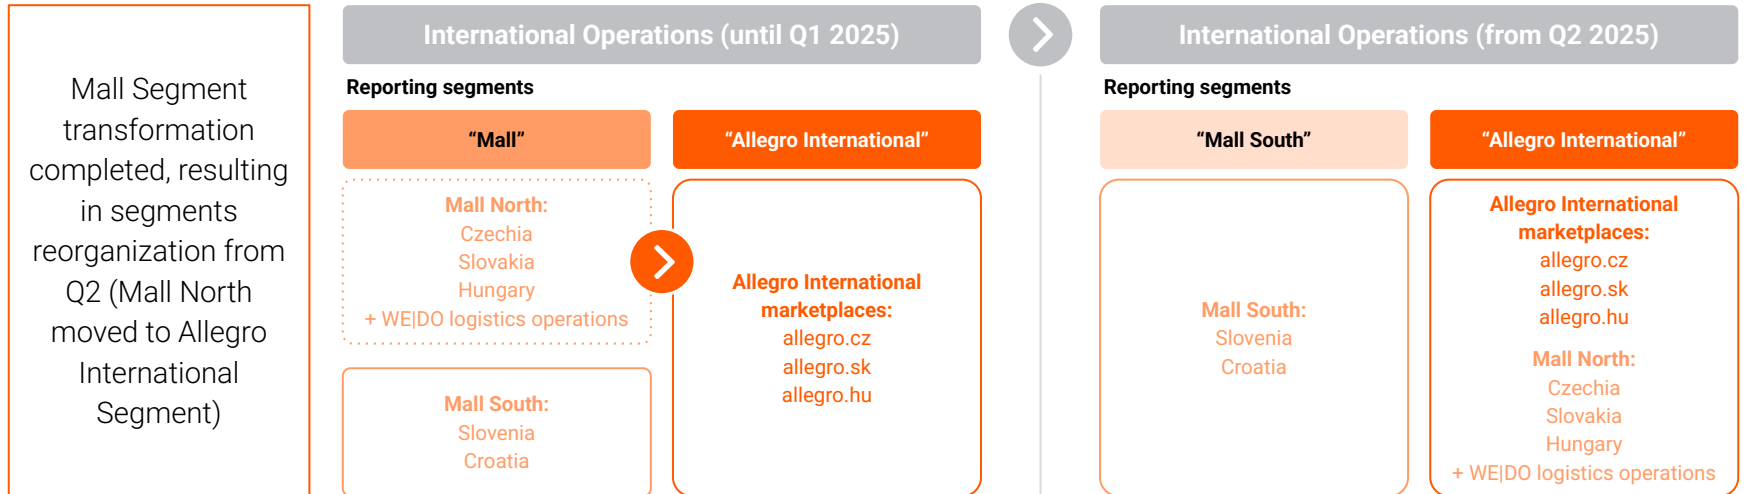 Mall Segment
transformation
completed, resulting
in segments
reorganization from
Q2 (Mall North
moved to Allegro
International
Segment)
International Operations (until Q1 2025)
Reporting segments
“Mall”
Mall North:
Czechia
Slovakia
Hungary
+ WE|DO logistics operations
Mall South:
Slovenia
Croatia
“Allegro International”
Allegro International
marketplaces:
allegro.cz
allegro.sk
allegro.hu
International Operations (from Q2 2025)
Reporting segments
“Mall South”
Mall South:
Slovenia
Croatia
“Allegro International”
Allegro International
marketplaces:
allegro.cz
allegro.sk
allegro.hu
Mall North:
Czechia
Slovakia
Hungary
+ WE|DO logistics operations